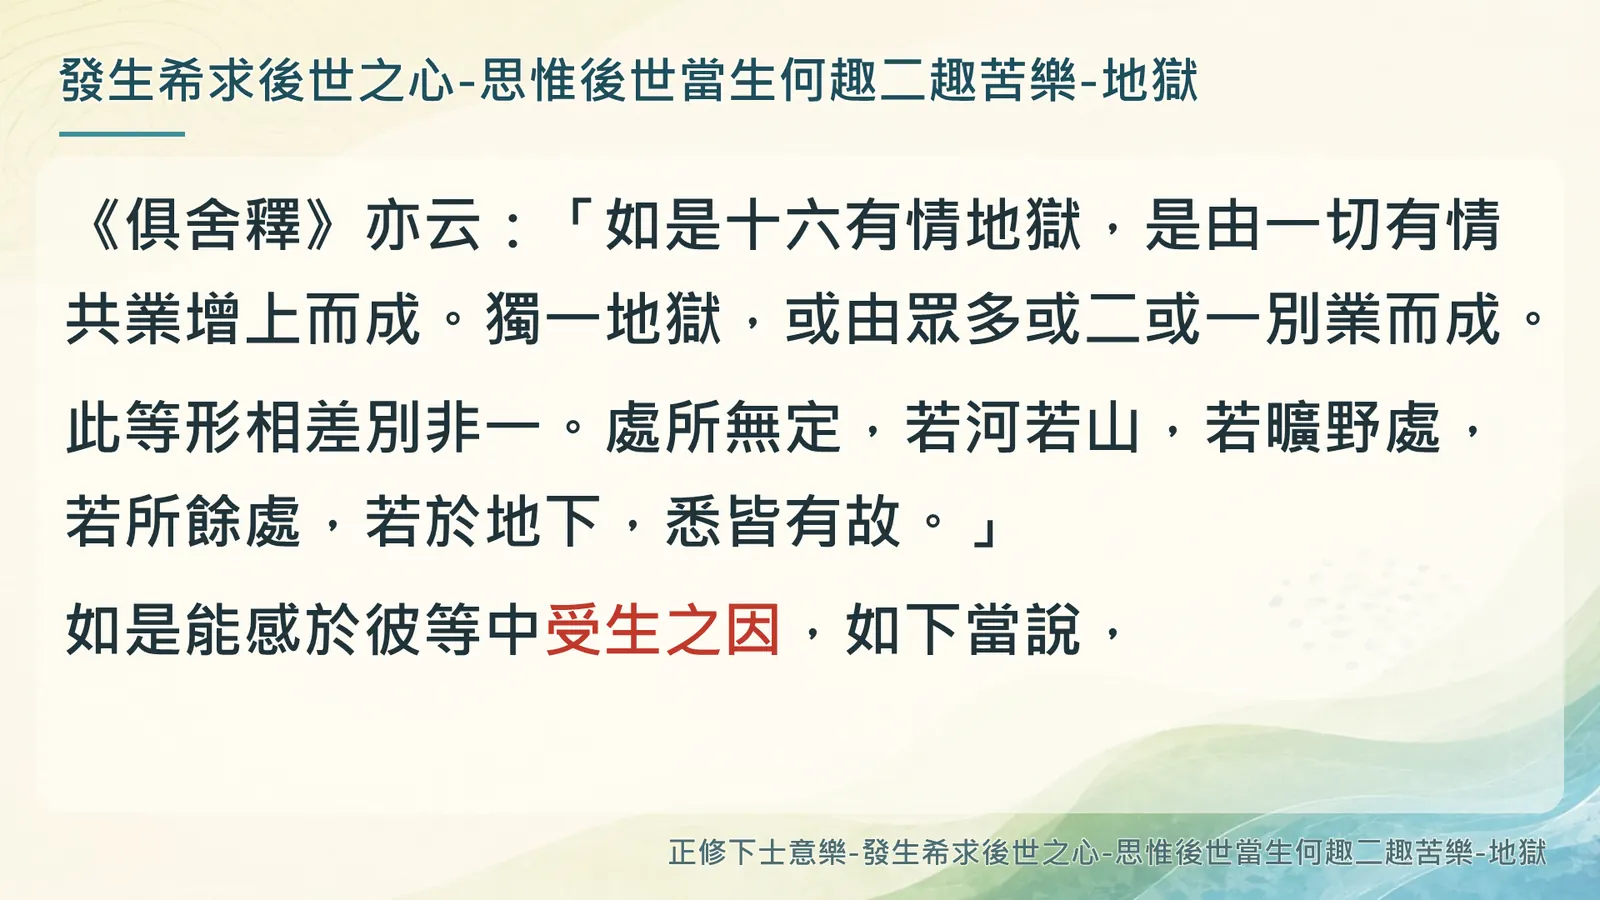 發生希求後世之心-思惟後世當生何趣二趣苦樂-地獄
《俱舍釋》亦云：「如是十六有情地獄，是由一切有情
共業增上而成。獨一地獄，或由眾多或二或一別業而成。
此等形相差別非一。處所無定，若河若山，若曠野處，
若所餘處，若於地下，悉皆有故。」
如是能感於彼等中受生之因，如下當說，
正修下士意樂-發生希求後世之心-思惟後世當生何趣二趣苦樂-地獄